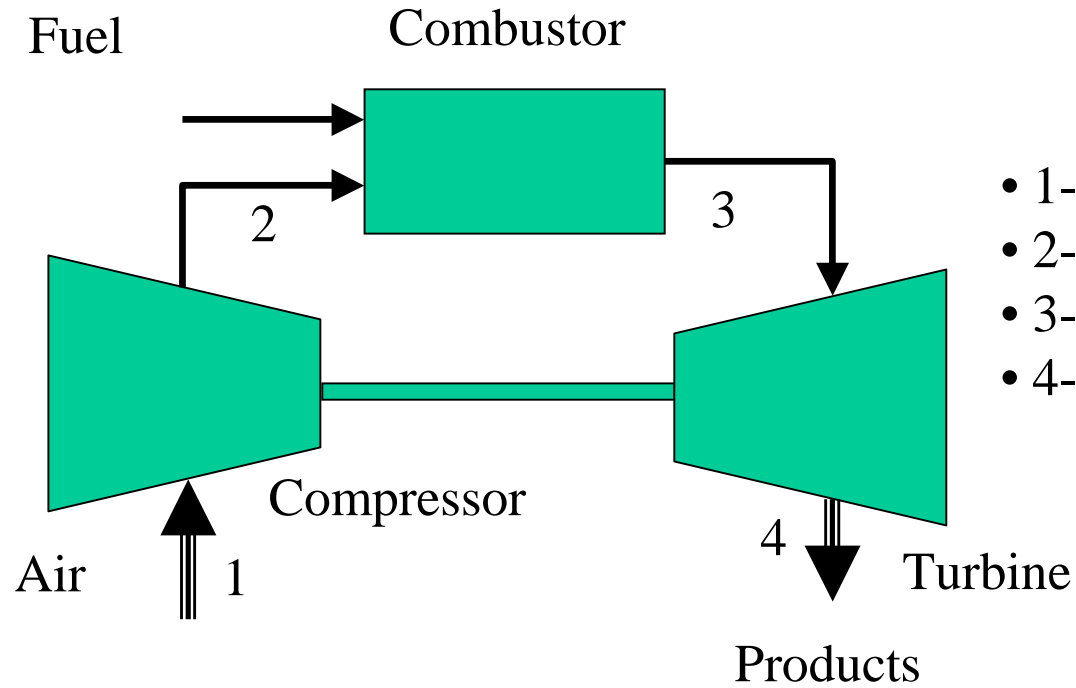 Fuel
Combustor
2
3
• 1-
• 2-
• 3-
• 4-
Compressor
Air
1
4
Turbine
Products